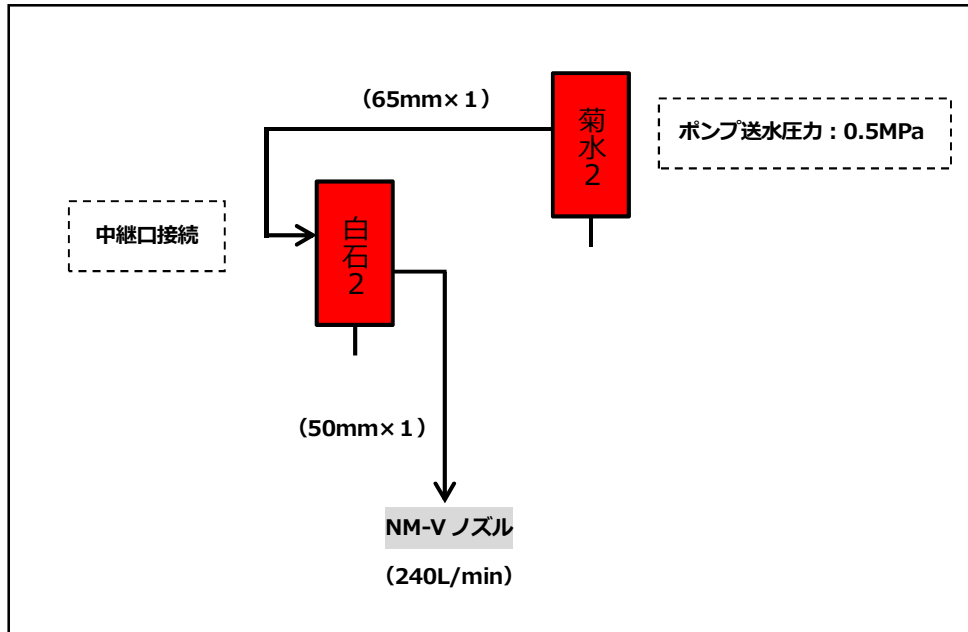 （65mm×１）
菊水２
ポンプ送水圧力：0.5MPa
中継口接続
白石２
（50mm×１）
NM-V ノズル
（240L/min）